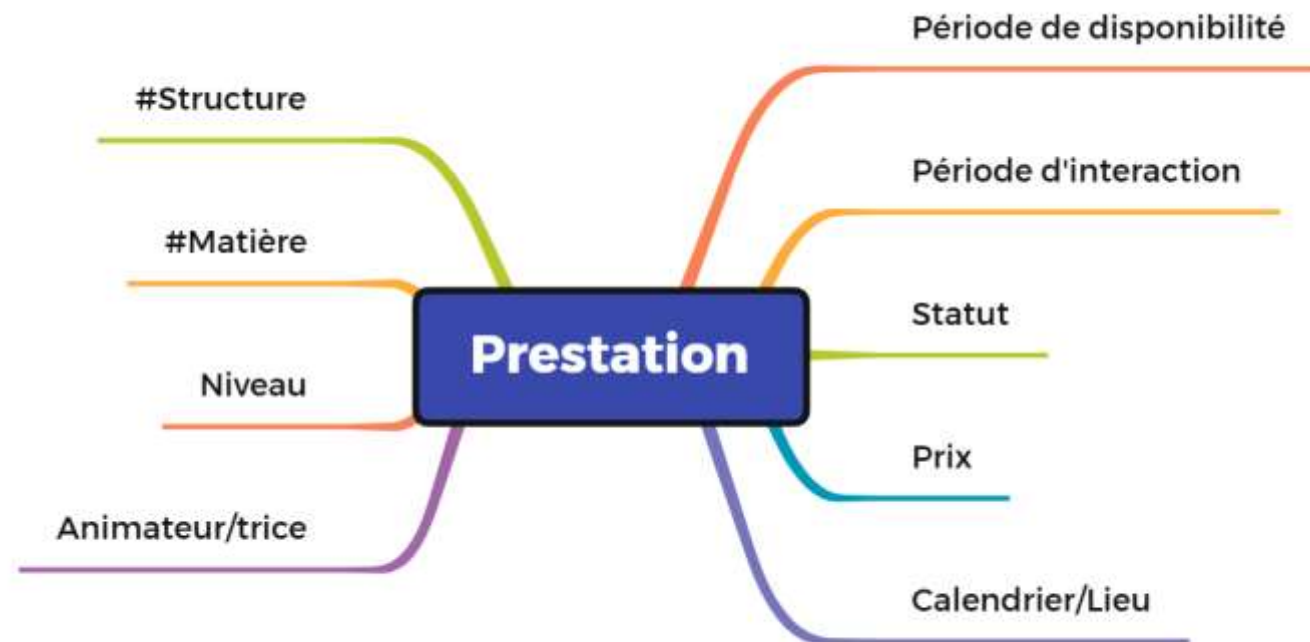 Période de disponibilité
#Structure
Période d'interaction
#Matière
Statut
Prestation
Niveau
Prix
Animateur/trice
Calendrier/Lieu